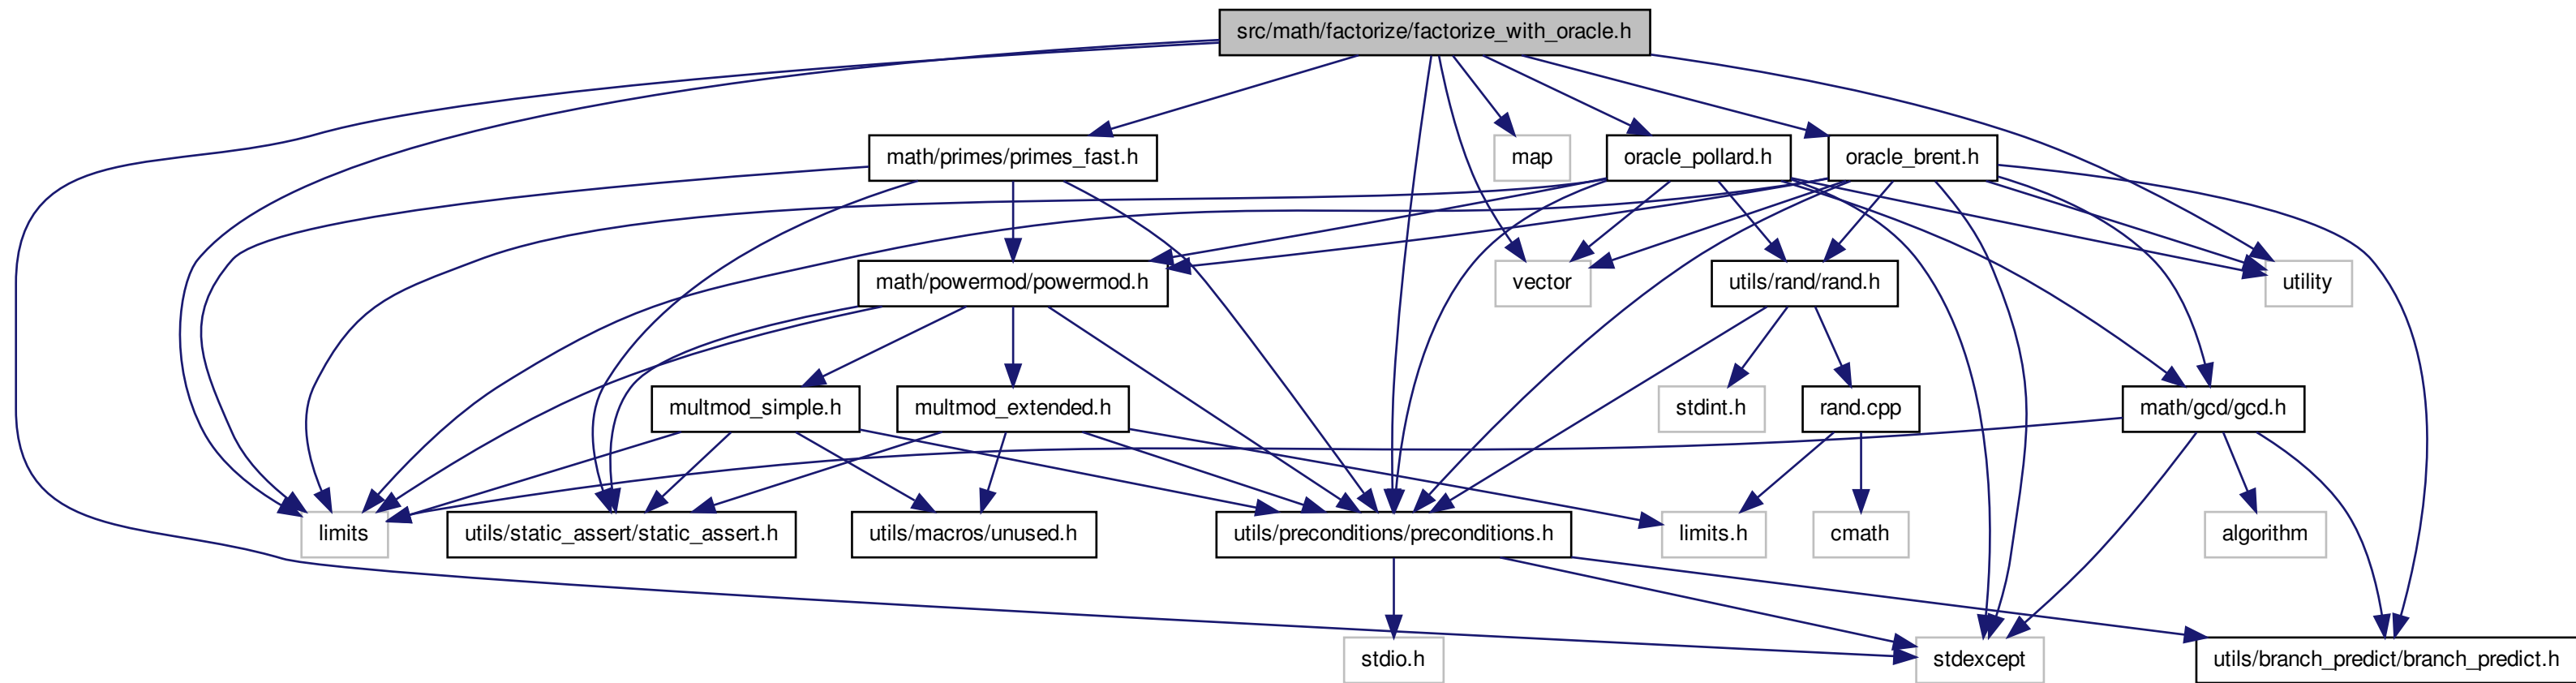 src/math/factorize/factorize_with_oracle.h
math/primes/primes_fast.h
map
oracle_pollard.h
oracle_brent.h
math/powermod/powermod.h
vector
utils/rand/rand.h
utility
multmod_simple.h
multmod_extended.h
stdint.h
rand.cpp
math/gcd/gcd.h
limits
utils/static_assert/static_assert.h
utils/macros/unused.h
utils/preconditions/preconditions.h
limits.h
cmath
algorithm
stdio.h
stdexcept
utils/branch_predict/branch_predict.h